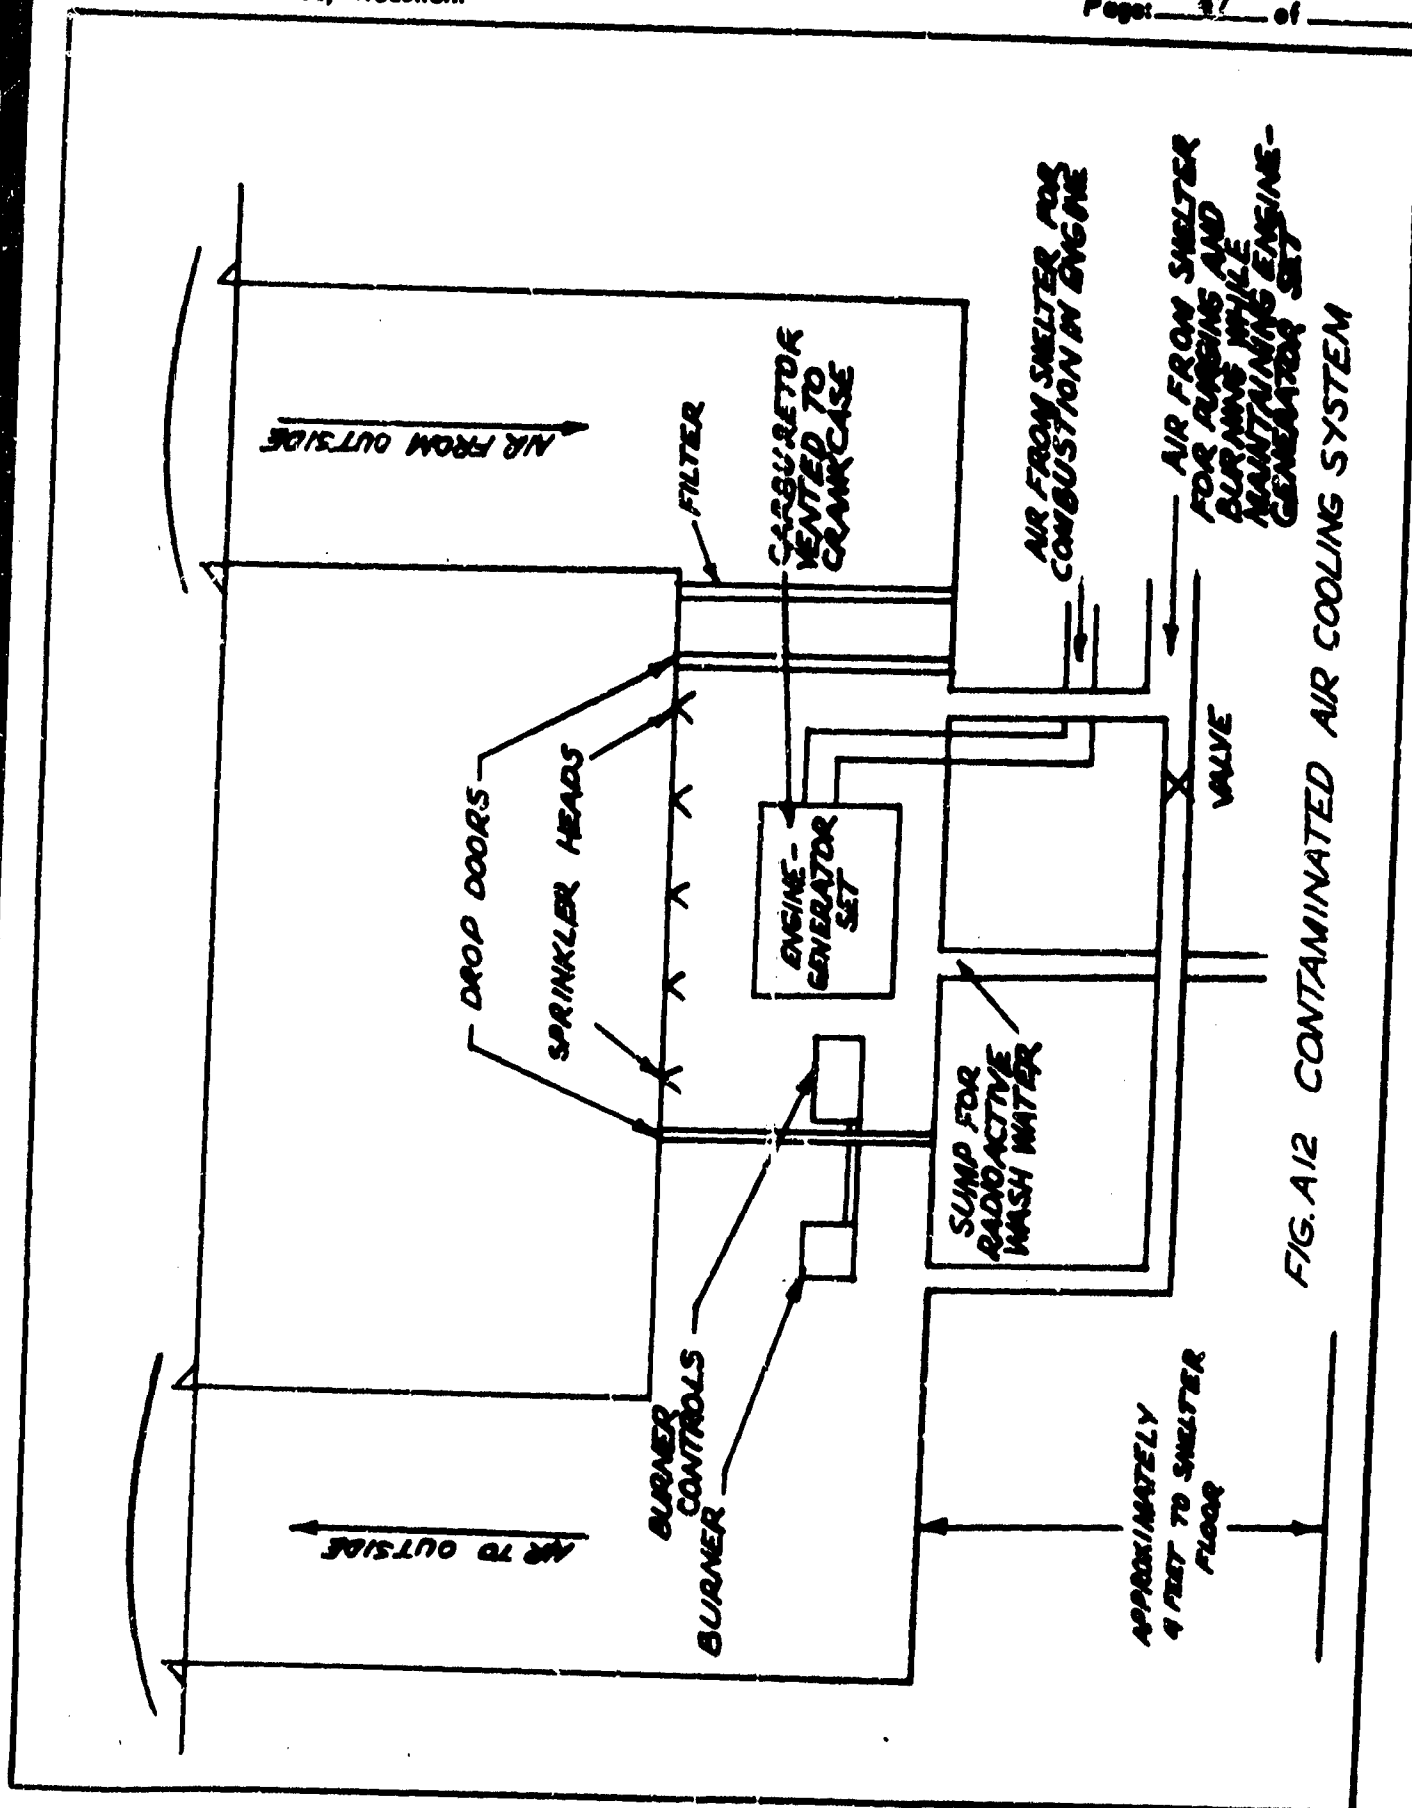 Page: of
AIR FROM OUTSIDE
AIR TO OUTSIDE
DROP DOORS
SPRINKLER HEADS
FILTER
CARBURETOR
VENTED TO
CRANKCASE
ENGINE-
GENERATOR
SET
BURNER
CONTROLS
BURNER
AIR FROM SHELTER FOR
COMBUSTION IN ENGINE
SUMP FOR
RADIOACTIVE
WASH WATER
AIR FROM SHELTER
FOR PURGING AND
BURNING WHILE
MAINTAINING ENGINE-
GENERATOR SET
VALVE
APPROXIMATELY
9 FEET TO SHELTER
FLOOR
FIG. A12 CONTAMINATED AIR COOLING SYSTEM